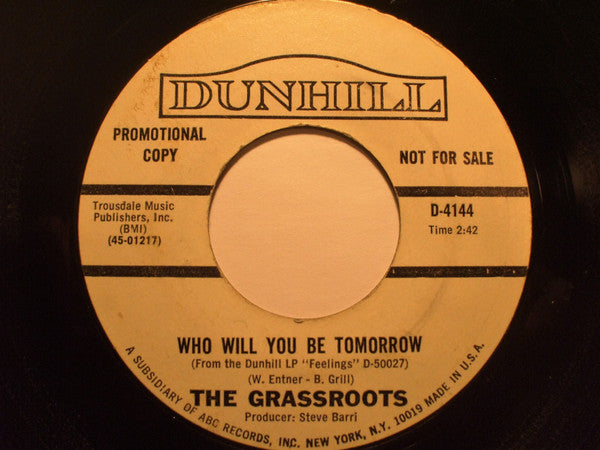 DUNHILL
PROMOTIONAL
COPY
NOT FOR SALE
Trousdale Music
Publishers, Inc.
(BMI)
(45-01217)
D-4144
Time 2:42
WHO WILL YOU BE TOMORROW
(From the Dunhill LP "Feelings" D-50027)
(W. Entner - B. Grill)
THE GRASSROOTS
Producer: Steve Barri
A SUBSIDIARY OF ABC RECORDS, INC. NEW YORK, N.Y. 10019 MADE IN U.S.A.